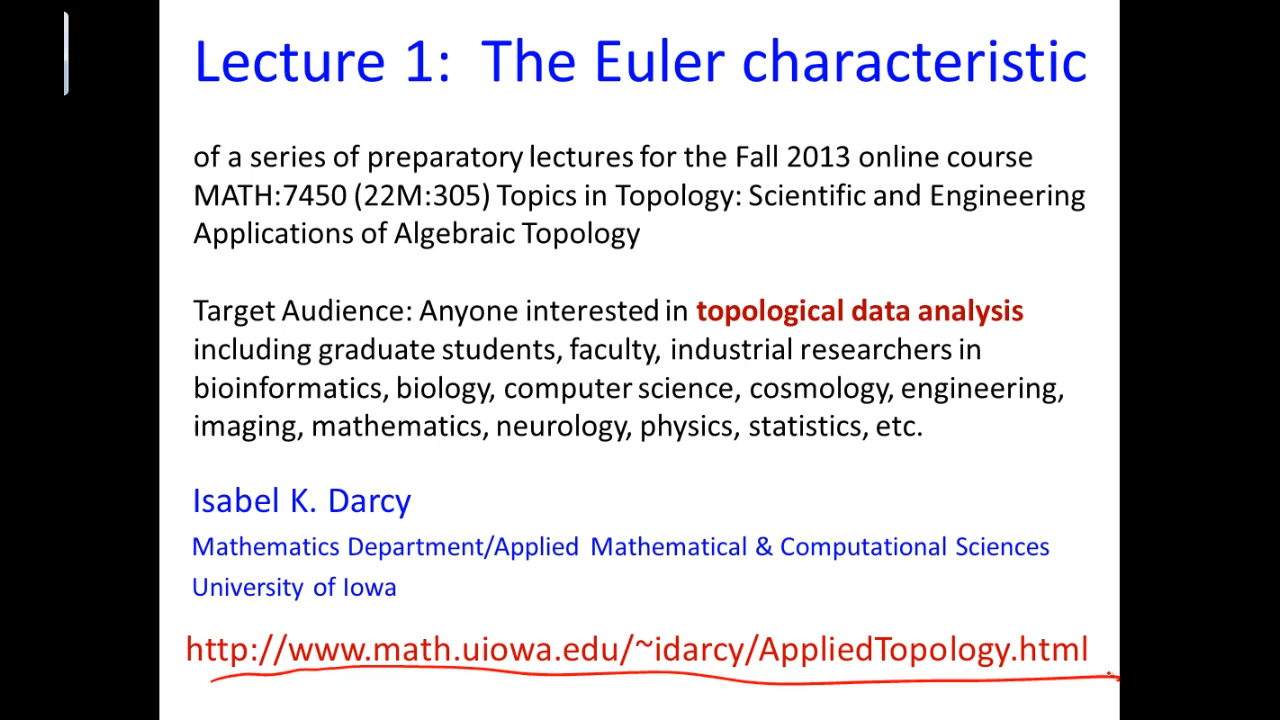 Lecture 1: The Euler characteristic
of a series of preparatory lectures for the Fall 2013 online course
MATH:7450 (22M:305) Topics in Topology: Scientific and Engineering
Applications of Algebraic Topology
Target Audience: Anyone interested in topological data analysis
including graduate students, faculty, industrial researchers in
bioinformatics, biology, computer science, cosmology, engineering,
imaging, mathematics, neurology, physics, statistics, etc.
Isabel K. Darcy
Mathematics Department/Applied Mathematical & Computational Sciences
University of Iowa
http://www.math.uiowa.edu/~idarcy/AppliedTopology.html